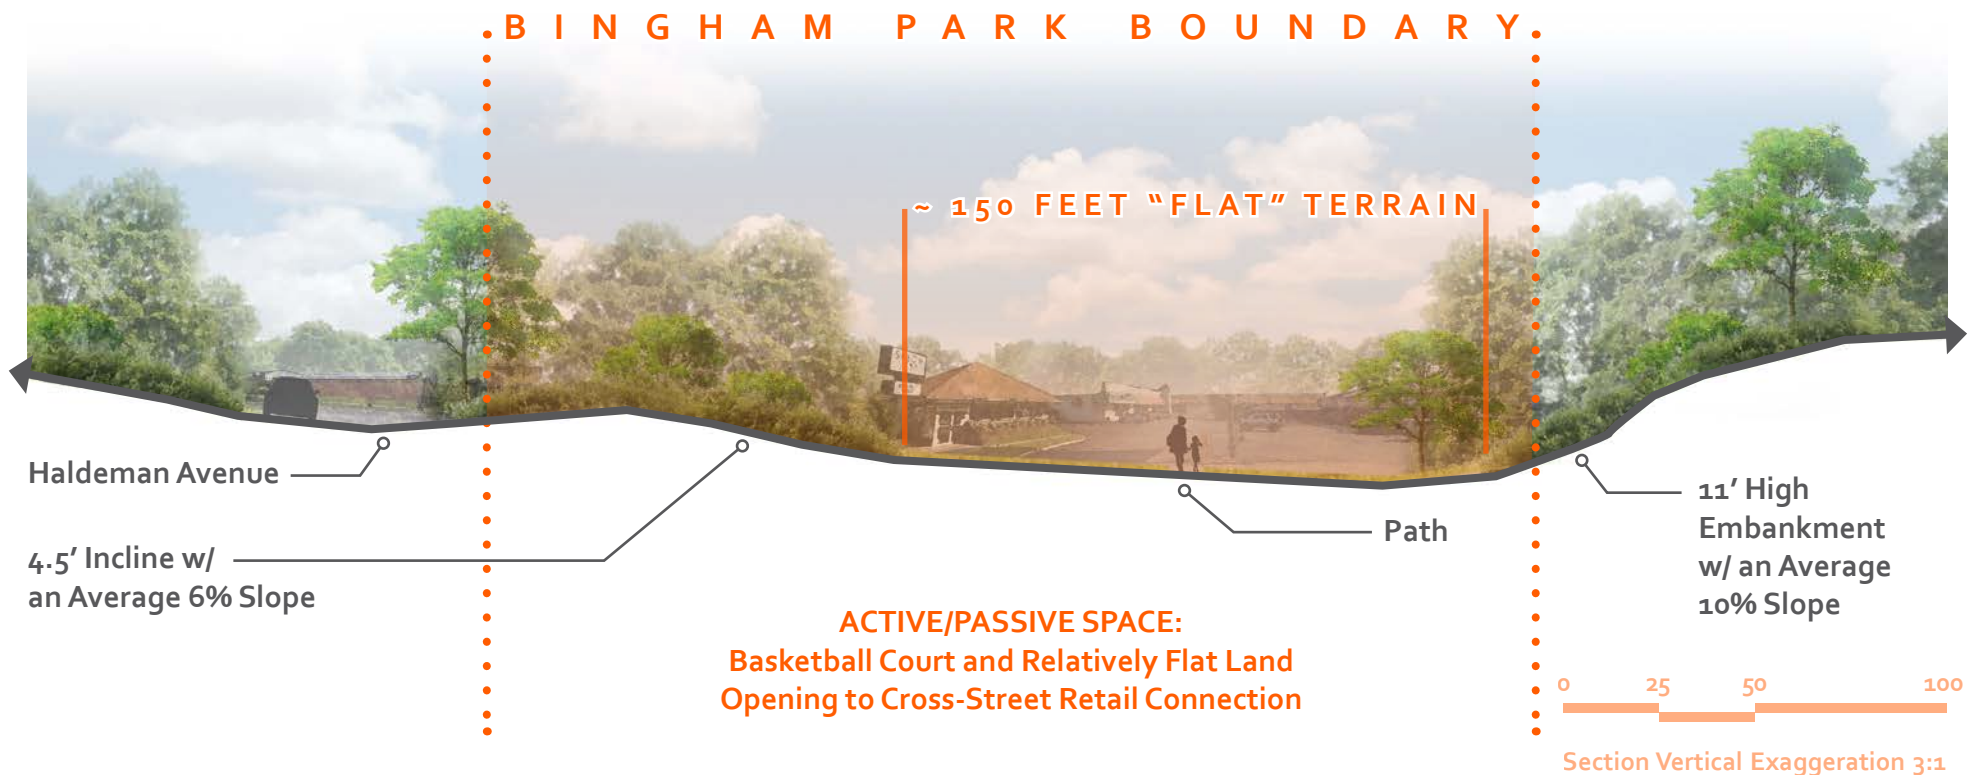 BINGHAM PARK BOUNDARY
~ 150 FEET “FLAT” TERRAIN
Haldeman Avenue
4.5’ Incline w/
an Average 6% Slope
Path
11’ High
Embankment
w/ an Average
10% Slope
ACTIVE/PASSIVE SPACE:
Basketball Court and Relatively Flat Land
Opening to Cross-Street Retail Connection
0 25 50 100
Section Vertical Exaggeration 3:1